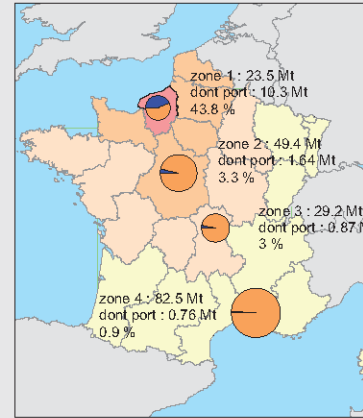 zone 1 : 23.5 Mt
dont port : 10.3 Mt
43.8 %
zone 2 : 49.4 Mt
dont port : 1.64 Mt
3.3 %
zone 3 : 29.2 Mt
dont port : 0.87 M
3 %
zone 4 : 82.5 Mt
dont port : 0.76 Mt
0.9 %